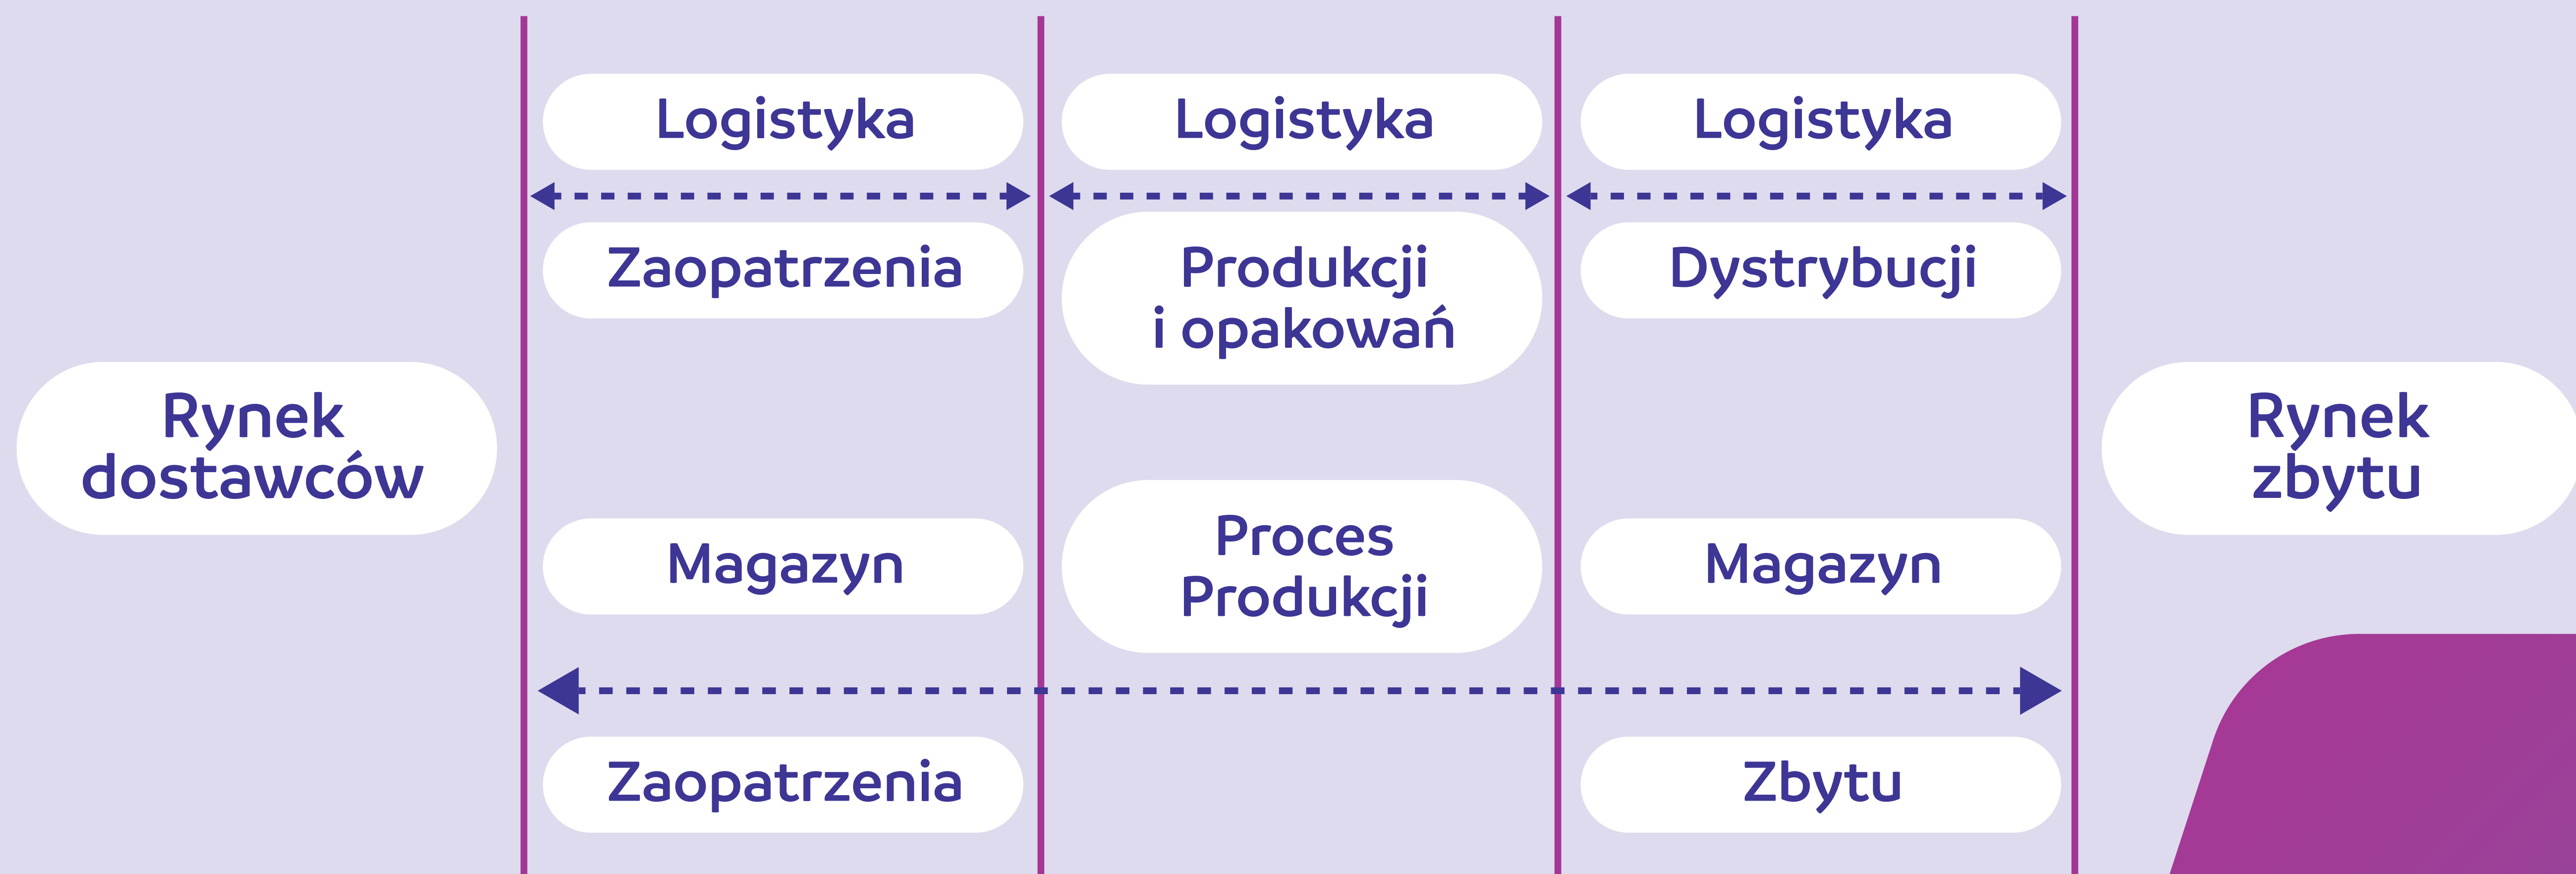 Rynek
dostawców
Logistyka
Zaopatrzenia
Magazyn
Zaopatrzenia
Logistyka
Produkcji
i opakowań
Proces
Produkcji
Logistyka
Dystrybucji
Magazyn
Zbytu
Rynek
zbytu